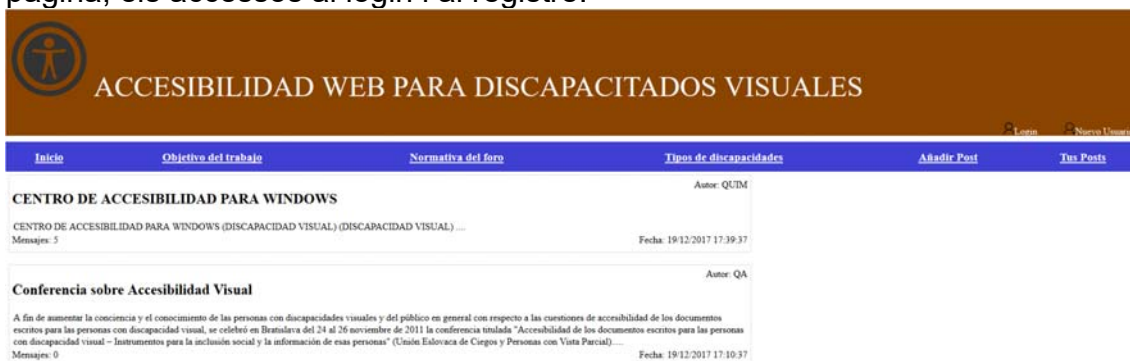 pàgina, els accessos al login i al registre.
ACCESIBILIDAD WEB PARA DISCAPACITADOS VISUALES
Login Nuevo Usuario
Inicio Objetivo del trabajo Normativa del foro Tipos de discapacidades Añadir Post Tus Posts
Autor: QUIM
CENTRO DE ACCESIBILIDAD PARA WINDOWS
CENTRO DE ACCESIBILIDAD PARA WINDOWS (DISCAPACIDAD VISUAL) (DISCAPACIDAD VISUAL) ....
Mensajes: 5 Fecha: 19/12/2017 17:39:37
Autor: QA
Conferencia sobre Accesibilidad Visual
A fin de aumentar la conciencia y el conocimiento de las personas con discapacidades visuales y del público en general con respecto a las cuestiones de accesibilidad de los documentos
escritos para las personas con discapacidad visual, se celebró en Bratislava del 24 al 26 noviembre de 2011 la conferencia titulada "Accesibilidad de los documentos escritos para las personas
con discapacidad visual – Instrumentos para la inclusión social y la información de esas personas" (Unión Eslovaca de Ciegos y Personas con Vista Parcial)....
Mensajes: 0 Fecha: 19/12/2017 17:10:37